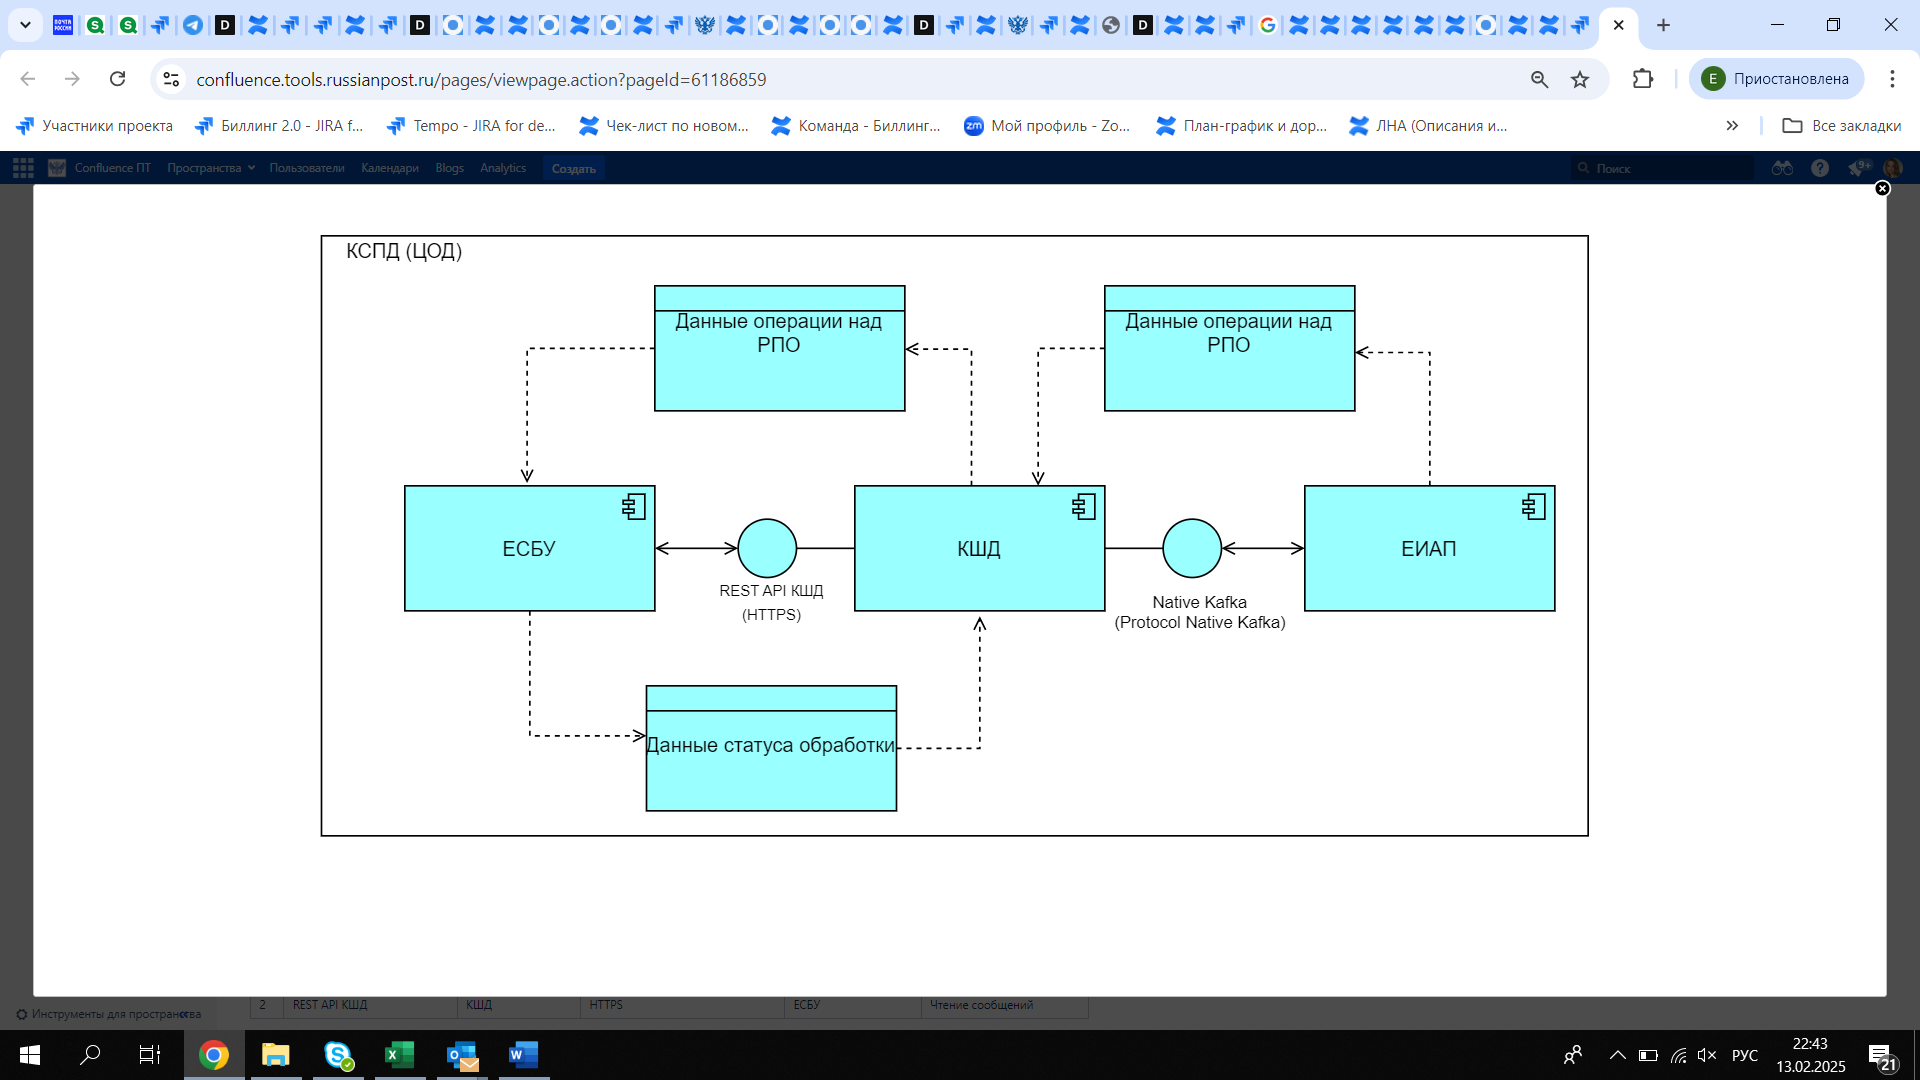 confluence.tools.russianpost.ru/pages/viewpage.action?pageId=61186859
E
Приостановлена
Участники проекта
Биллинг 2.0 - JIRA f...
Tempo - JIRA for de...
Чек-лист по новом...
Команда - Биллинг...
zm
Мой профиль - Zo...
План-график и дор...
ЛНА (Описания и...
Все закладки
Confluence ПТ
Пространства
Пользователи
Календари
Blogs
Analytics
Создать
Поиск
9+
КСПД (ЦОД)
Данные операции над
РПО
Данные операции над
РПО
ЕСБУ
КШД
ЕИАП
REST API КШД
(HTTPS)
Native Kafka
(Protocol Native Kafka)
Данные статуса обработки
2
REST API КШД
КШД
HTTPS
ЕСБУ
Чтение сообщений
Инструменты для пространства
РУС
22:43
13.02.2025
21